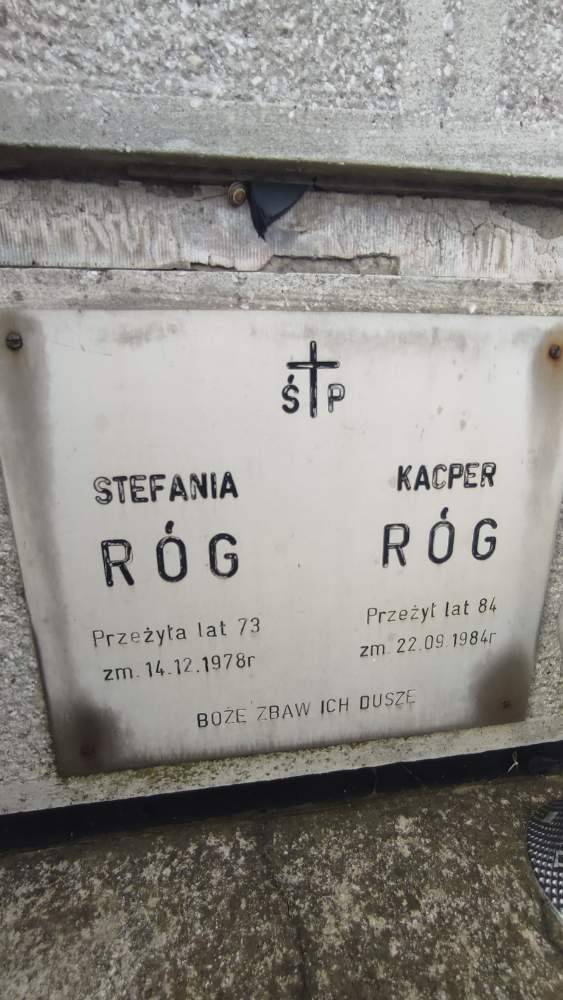 Ś P
STEFANIA
RÓG
Przeżyła lat 73
zm. 14.12.1978r
KACPER
RÓG
Przeżył lat 84
zm. 22.09.1984r
BOŻE ZBAW ICH DUSZE